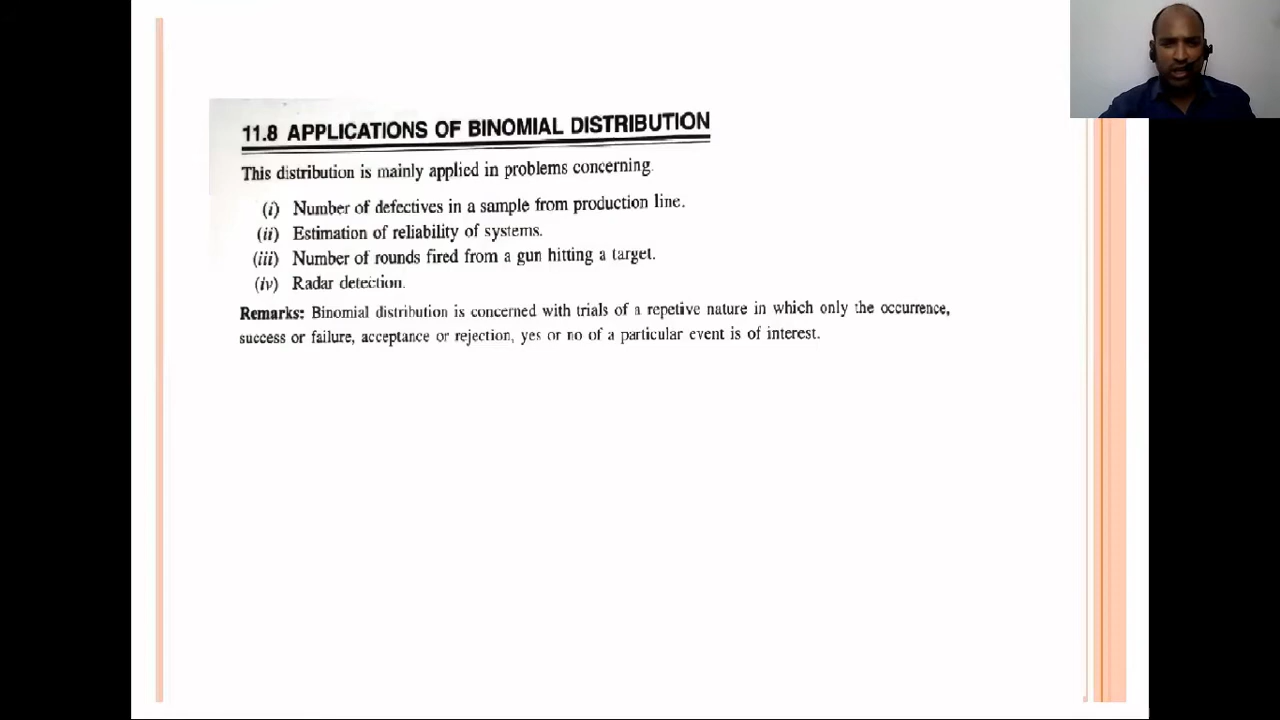 11.8 APPLICATIONS OF BINOMIAL DISTRIBUTION
This distribution is mainly applied in problems concerning.
(i) Number of defectives in a sample from production line.
(ii) Estimation of reliability of systems.
(iii) Number of rounds fired from a gun hitting a target.
(iv) Radar detection.
Remarks: Binomial distribution is concerned with trials of a repetive nature in which only the occurrence,
success or failure, acceptance or rejection, yes or no of a particular event is of interest.